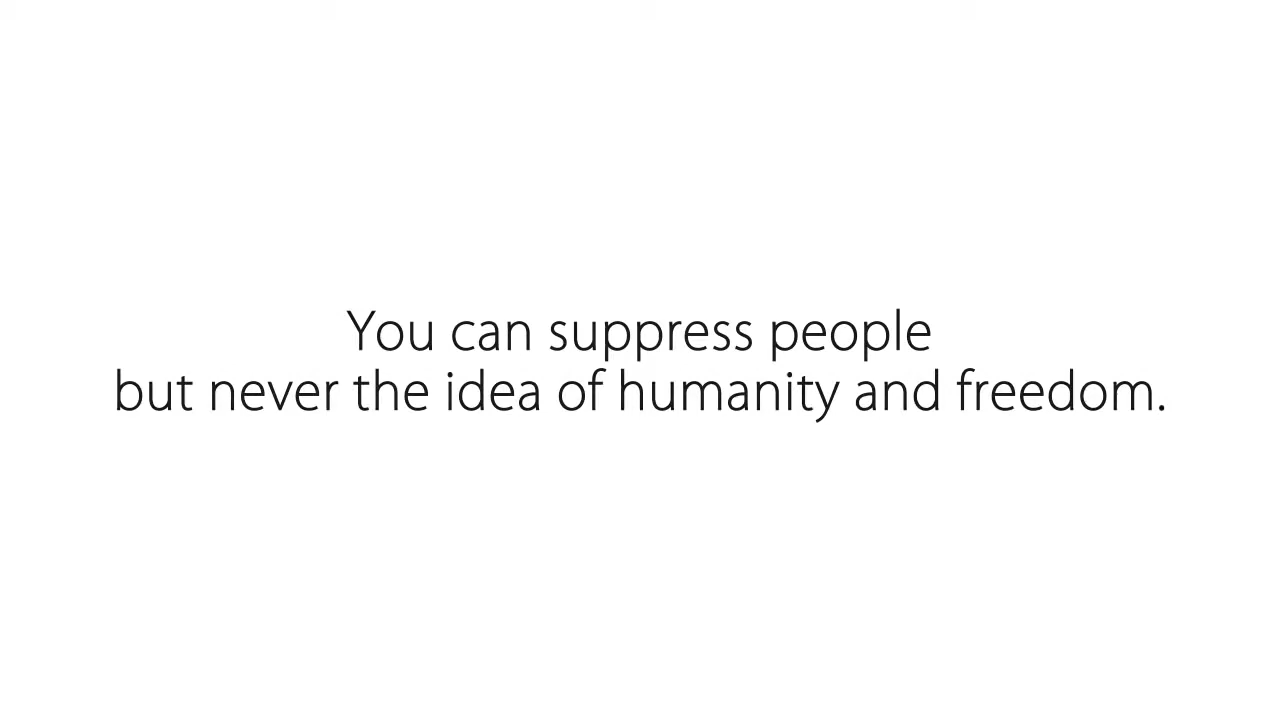 You can suppress people
but never the idea of humanity and freedom.